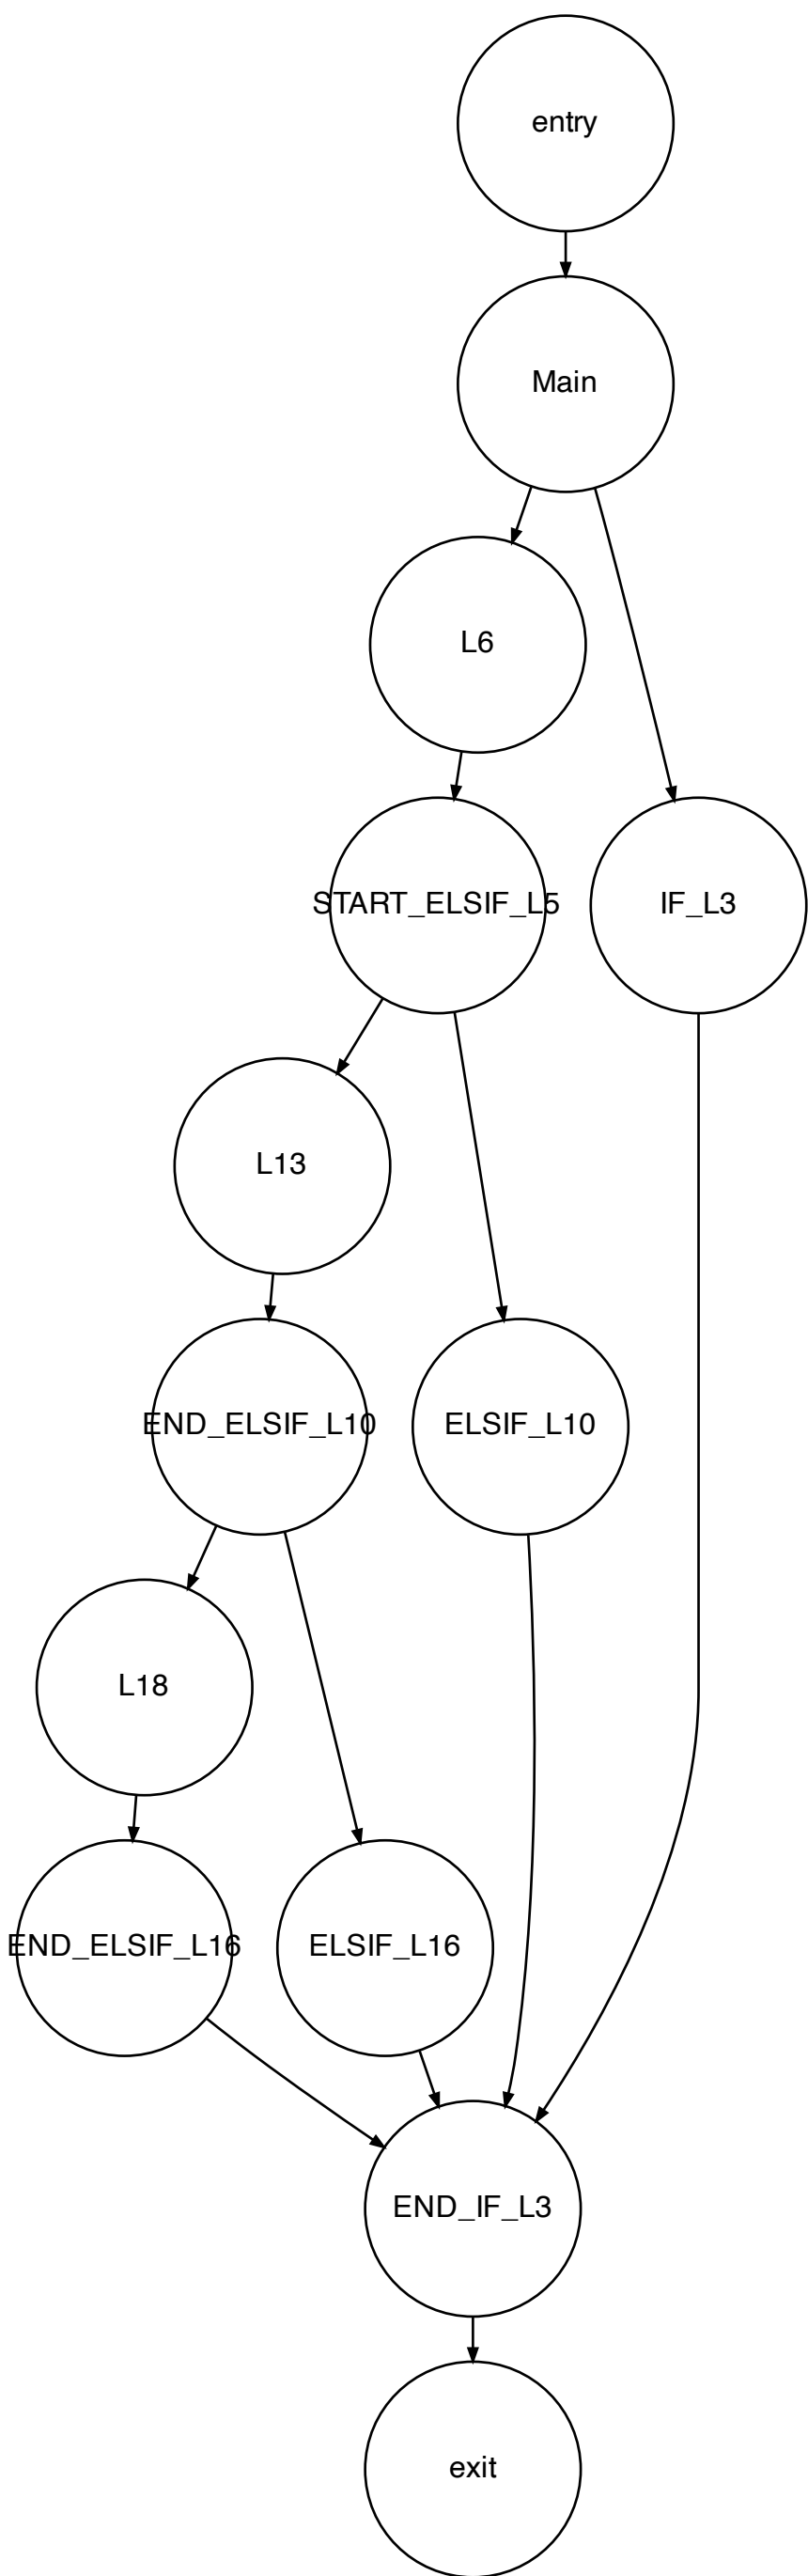 entry
Main
L6
START_ELSIF_L5
IF_L3
L13
END_ELSIF_L10
ELSIF_L10
L18
END_ELSIF_L16
ELSIF_L16
END_IF_L3
exit